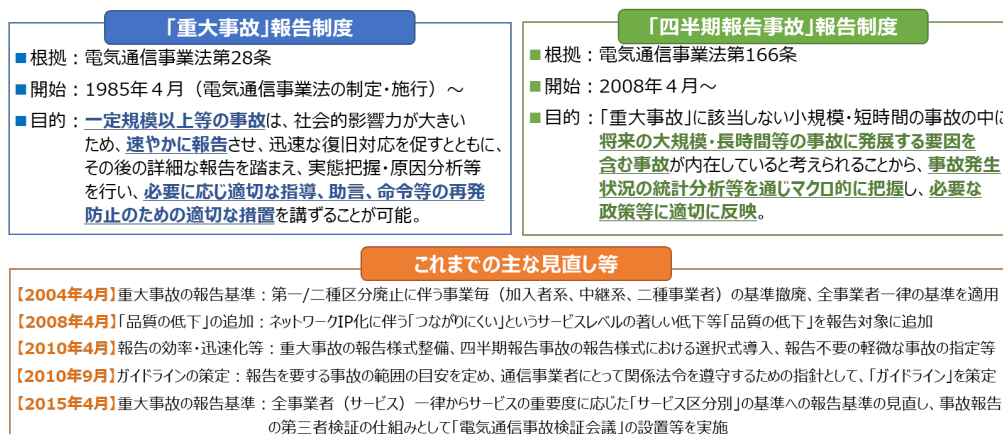 「重大事故」報告制度
■根拠：電気通信事業法第28条
■開始：1985年４月（電気通信事業法の制定・施行）～
■目的：一定規模以上等の事故は、社会的影響力が大きい
ため、速やかに報告させ、迅速な復旧対応を促すとともに、
その後の詳細な報告を踏まえ、実態把握・原因分析等
を行い、必要に応じ適切な指導、助言、命令等の再発
防止のための適切な措置を講ずることが可能。
「四半期報告事故」報告制度
■根拠：電気通信事業法第166条
■開始：2008年４月～
■目的：「重大事故」に該当しない小規模・短時間の事故の中に
将来の大規模・長時間等の事故に発展する要因を
含む事故が内在していると考えられることから、事故発生
状況の統計分析等を通じマクロ的に把握し、必要な
政策等に適切に反映。
これまでの主な見直し等
【2004年4月】重大事故の報告基準：第一/二種区分廃止に伴う事業毎（加入者系、中継系、二種事業者）の基準撤廃、全事業者一律の基準を適用
【2008年4月】「品質の低下」の追加：ネットワークIP化に伴う「つながりにくい」というサービスレベルの著しい低下等「品質の低下」を報告対象に追加
【2010年4月】報告の効率・迅速化等：重大事故の報告様式整備、四半期報告事故の報告様式における選択式導入、報告不要の軽微な事故の指定等
【2010年9月】ガイドラインの策定：報告を要する事故の範囲の目安を定め、通信事業者にとって関係法令を遵守するための指針として、「ガイドライン」を策定
【2015年4月】重大事故の報告基準：全事業者（サービス）一律からサービスの重要度に応じた「サービス区分別」の基準への報告基準の見直し、事故報告
の第三者検証の仕組みとして「電気通信事故検証会議」の設置等を実施